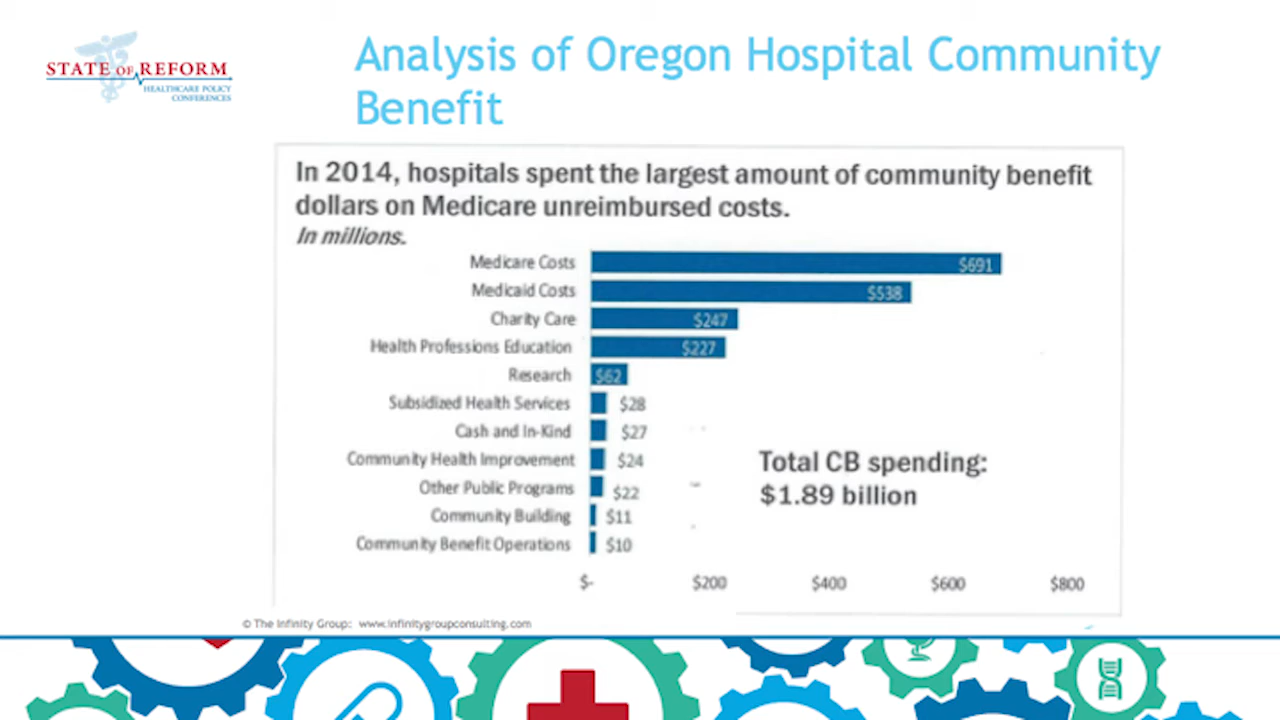 STATE OF REFORM
HEALTHCARE POLICY
CONFERENCES
Analysis of Oregon Hospital Community
Benefit
In 2014, hospitals spent the largest amount of community benefit
dollars on Medicare unreimbursed costs.
In millions.
Medicare Costs $691
Medicaid Costs $538
Charity Care $247
Health Professions Education $227
Research $62
Subsidized Health Services $28
Cash and In-Kind $27
Community Health Improvement $24
Other Public Programs $22
Community Building $11
Community Benefit Operations $10
Total CB spending:
$1.89 billion
$- $200 $400 $600 $800
© The Infinity Group: www.infinitygroupconsulting.com